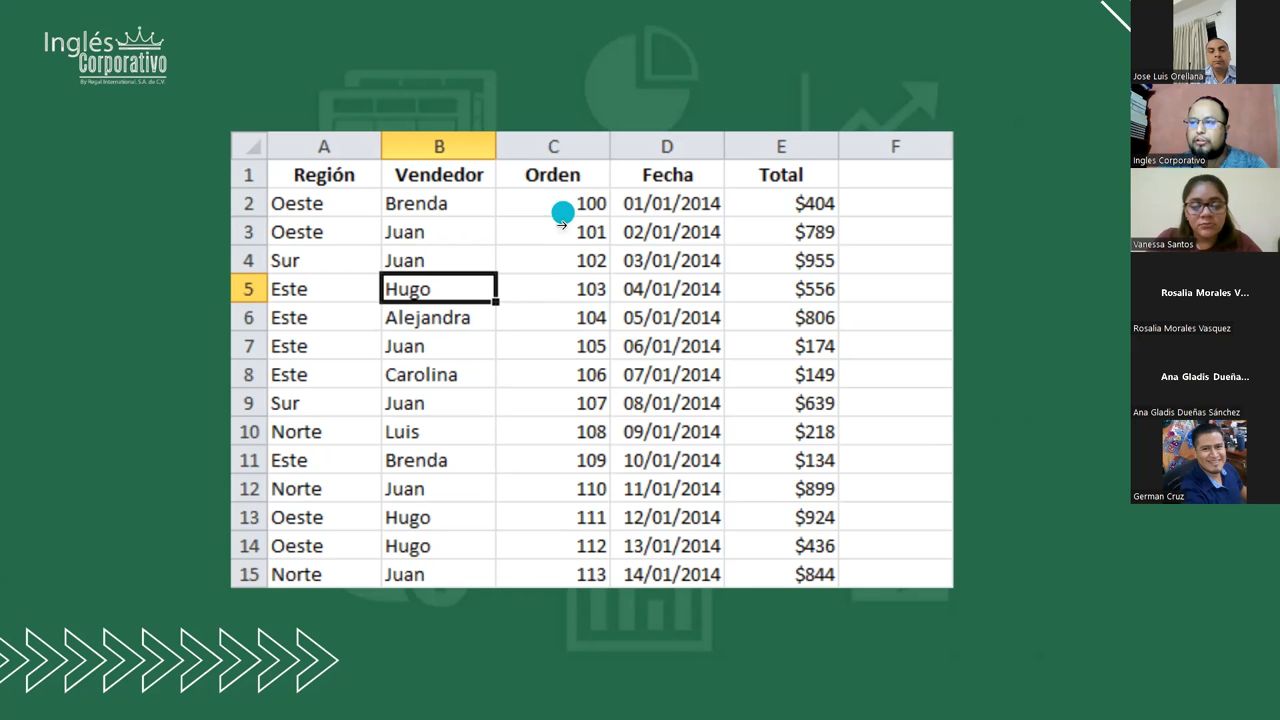 Inglés
Corporativo
By Regal International, S.A. de C.V.
A B C D E F
1 Región Vendedor Orden Fecha Total
2 Oeste Brenda 100 01/01/2014 $404
3 Oeste Juan 101 02/01/2014 $789
4 Sur Juan 102 03/01/2014 $955
5 Este Hugo 103 04/01/2014 $556
6 Este Alejandra 104 05/01/2014 $806
7 Este Juan 105 06/01/2014 $174
8 Este Carolina 106 07/01/2014 $149
9 Sur Juan 107 08/01/2014 $639
10 Norte Luis 108 09/01/2014 $218
11 Este Brenda 109 10/01/2014 $134
12 Norte Juan 110 11/01/2014 $899
13 Oeste Hugo 111 12/01/2014 $924
14 Oeste Hugo 112 13/01/2014 $436
15 Norte Juan 113 14/01/2014 $844
Jose Luis Orellana
Ingles Corporativo
Vanessa Santos
Rosalia Morales V...
Rosalia Morales Vasquez
Ana Gladis Dueña...
Ana Gladis Dueñas Sánchez
German Cruz